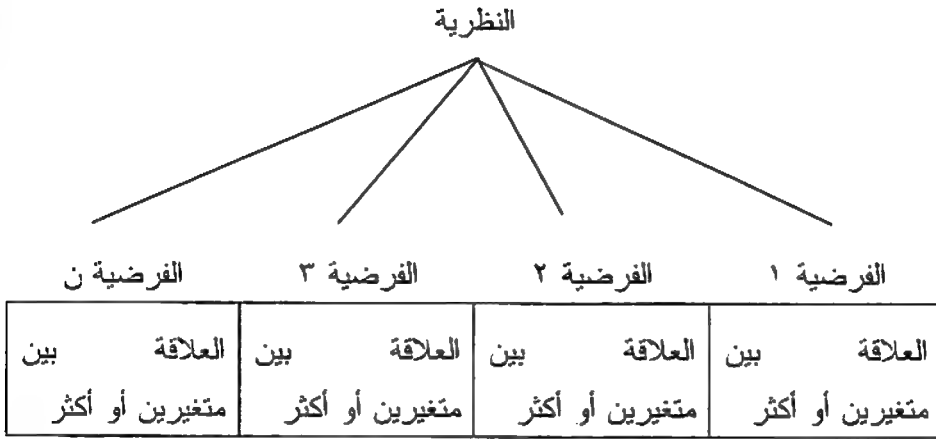 النظرية
الفرضية ١ الفرضية ٢ الفرضية ٣ الفرضية ن
العلاقة بين
متغيرين أو أكثر
العلاقة بين
متغيرين أو أكثر
العلاقة بين
متغيرين أو أكثر
العلاقة بين
متغيرين أو أكثر